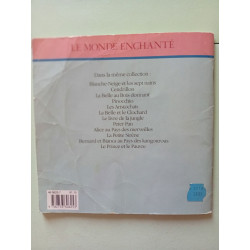 LE MONDE ENCHANTÉ
Dans la même collection
Blanche-Neige et les sept nains
Cendrillon
La Belle au Bois dormant
Pinocchio
Les Aristochats
La Belle et le Clochard
Le livre de la jungle
Peter Pan
Alice au Pays des merveilles
La Petite Sirène
Bernard et Bianca au Pays des kangourous
Le Prince et le Pauvre